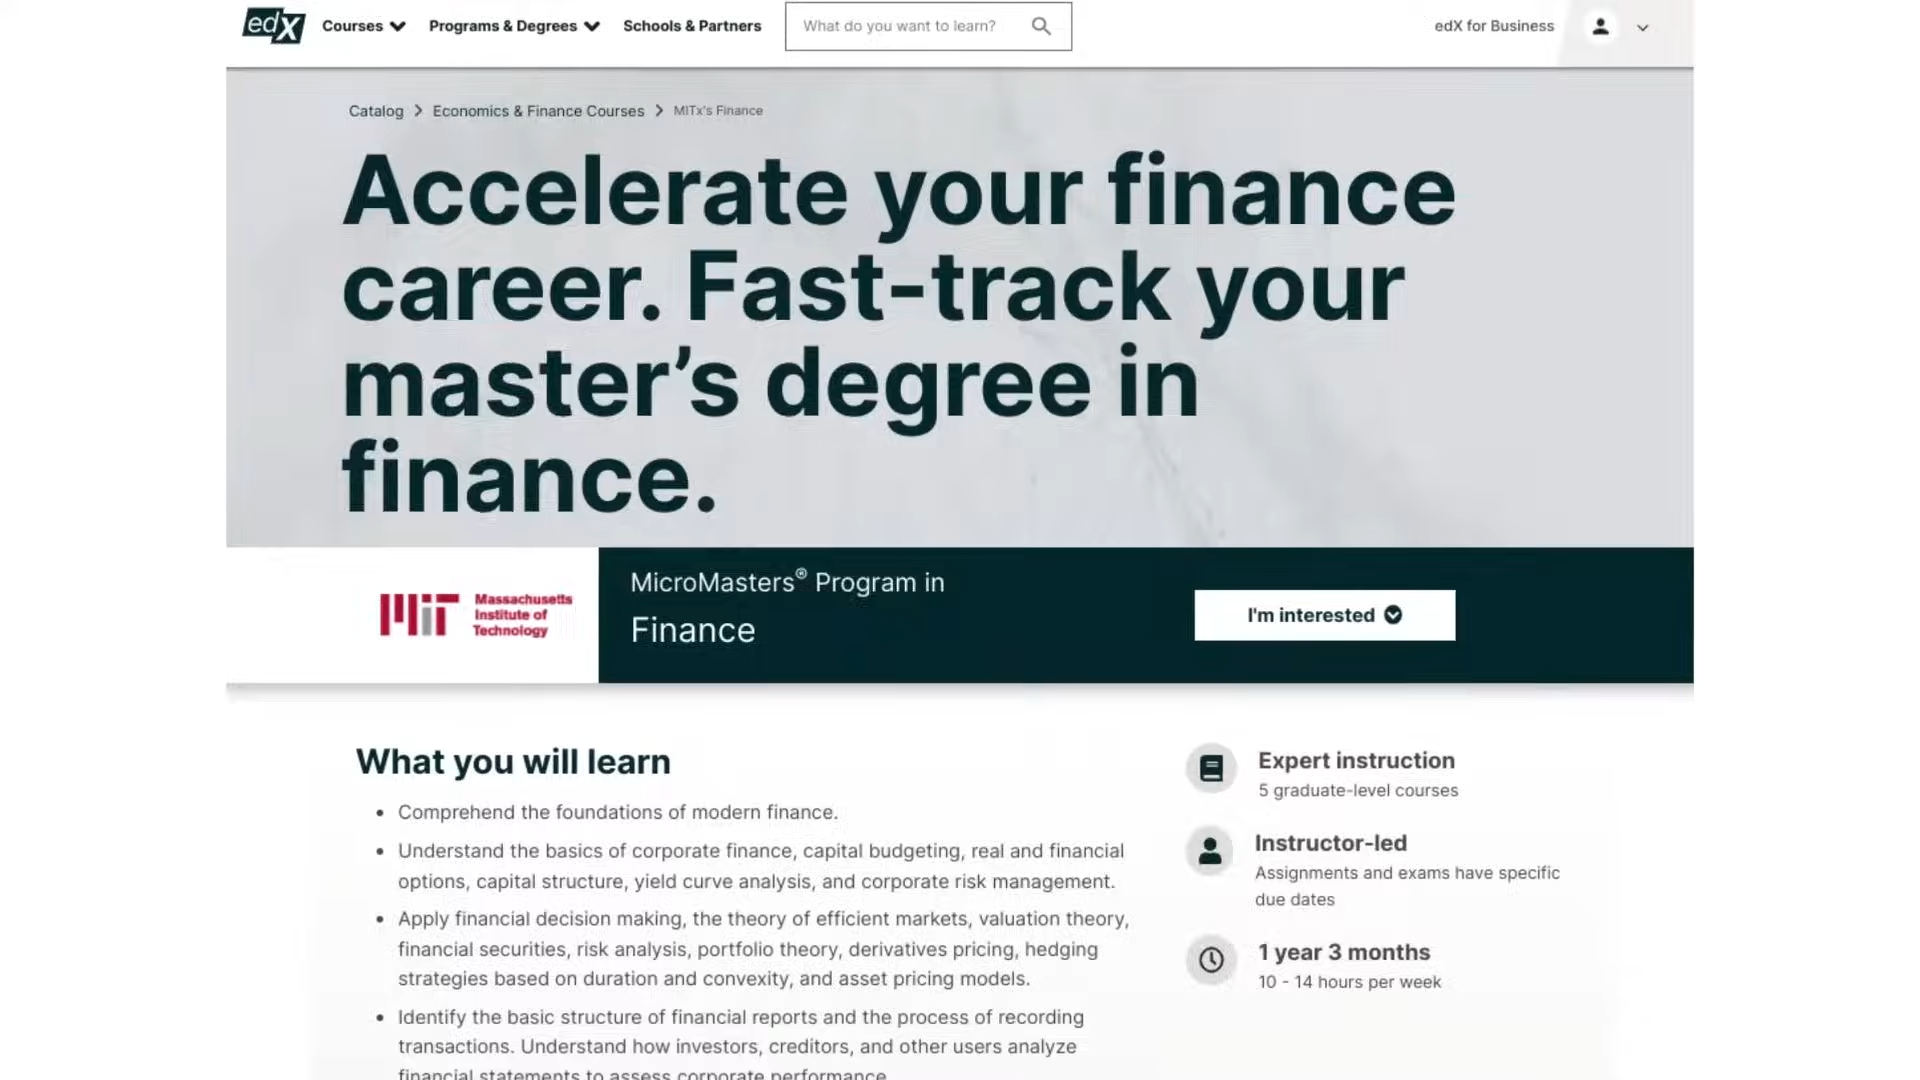 edX Courses Programs & Degrees Schools & Partners What do you want to learn? edX for Business
Catalog Economics & Finance Courses MITx's Finance
Accelerate your finance
career. Fast-track your
master’s degree in
finance.
MIT Massachusetts
Institute of
Technology
MicroMasters® Program in
Finance
I'm interested
What you will learn
• Comprehend the foundations of modern finance.
• Understand the basics of corporate finance, capital budgeting, real and financial
options, capital structure, yield curve analysis, and corporate risk management.
• Apply financial decision making, the theory of efficient markets, valuation theory,
financial securities, risk analysis, portfolio theory, derivatives pricing, hedging
strategies based on duration and convexity, and asset pricing models.
• Identify the basic structure of financial reports and the process of recording
transactions. Understand how investors, creditors, and other users analyze
financial statements to assess corporate performance.
Expert instruction
5 graduate-level courses
Instructor-led
Assignments and exams have specific
due dates
1 year 3 months
10 - 14 hours per week